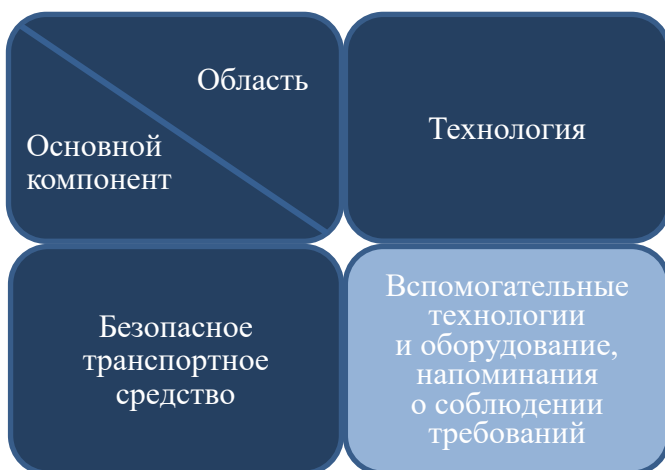 Область
Основной
компонент
Технология
Безопасное
транспортное
средство
Вспомогательные
технологии
и оборудование,
напоминания
о соблюдении
требований